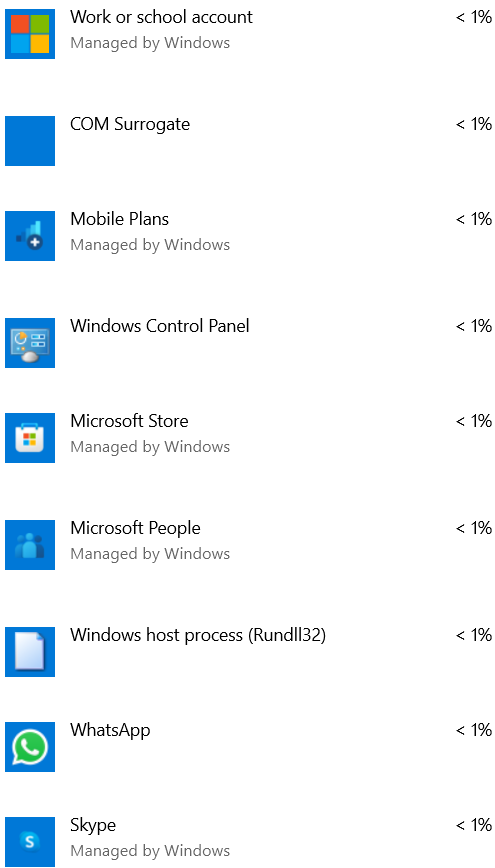 Work or school account < 1%
Managed by Windows
COM Surrogate < 1%
Mobile Plans < 1%
Managed by Windows
Windows Control Panel < 1%
Microsoft Store < 1%
Managed by Windows
Microsoft People < 1%
Managed by Windows
Windows host process (Rundll32) < 1%
WhatsApp < 1%
S Skype < 1%
Managed by Windows